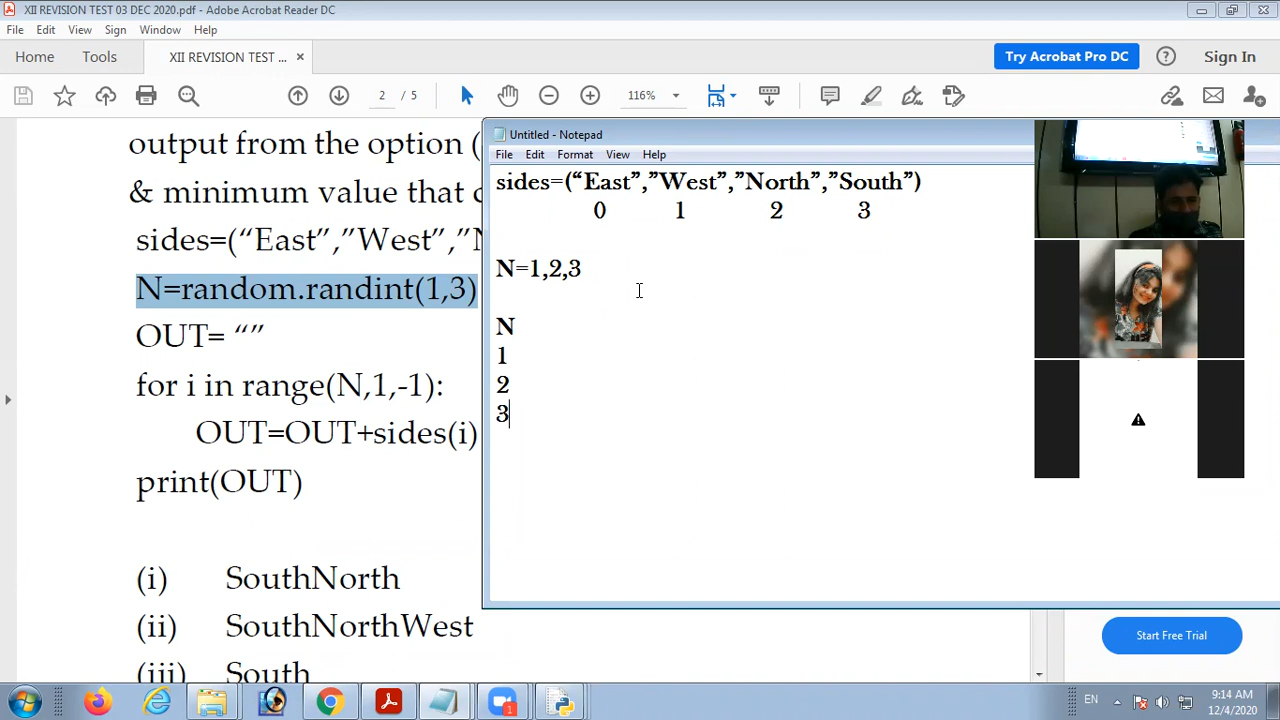 XII REVISION TEST 03 DEC 2020.pdf - Adobe Acrobat Reader DC
File Edit View Sign Window Help
Home Tools XII REVISION TEST ... × Try Acrobat Pro DC Sign In
2 / 5 116%
output from the option (
& minimum value that c
sides=(“East”,”West”,”N
N=random.randint(1,3)
OUT= “”
for i in range(N,1,-1):
OUT=OUT+sides(i)
print(OUT)
(i) SouthNorth
(ii) SouthNorthWest
(iii) South
Untitled - Notepad
File Edit Format View Help
sides=(“East”,”West”,”North”,”South”)
0 1 2 3
N=1,2,3
N
1
2
3
Start Free Trial
1
EN
9:14 AM
12/4/2020